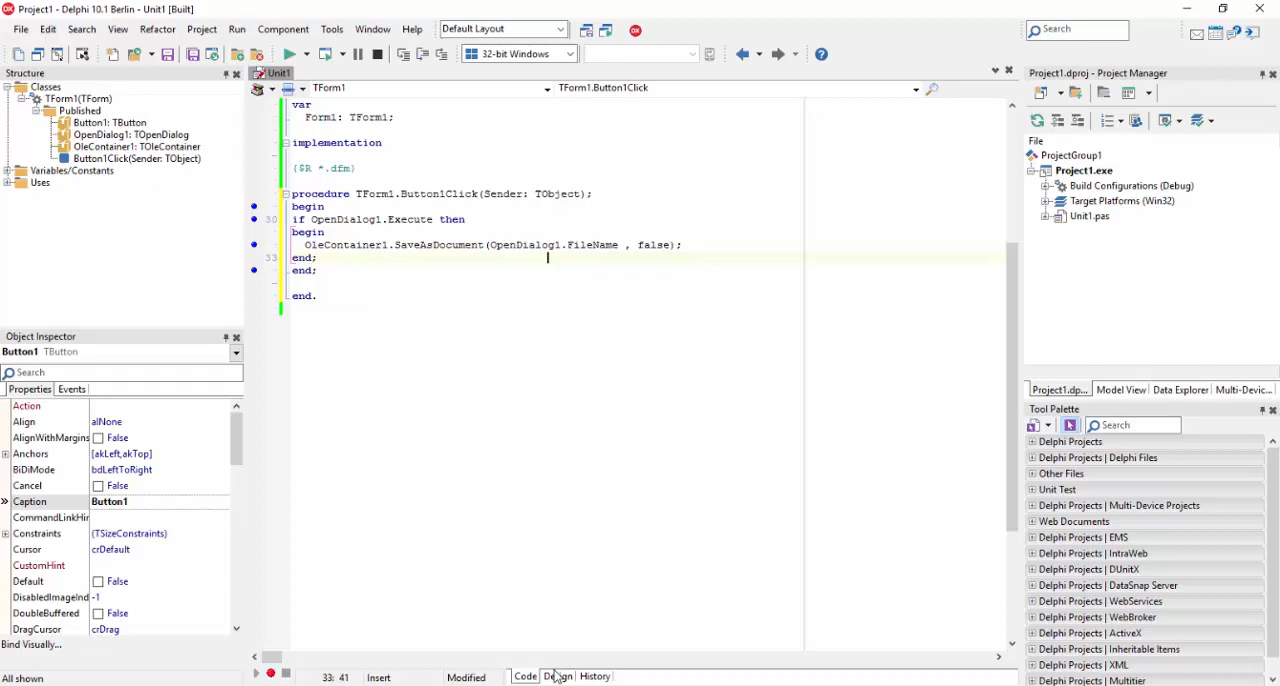 Project1 - Delphi 10.1 Berlin - Unit1 [Built]
File Edit Search View Refactor Project Run Component Tools Window Help
Default Layout
Search
32-bit Windows
Structure
Classes
TForm1(TForm)
Published
Button1: TButton
OpenDialog1: TOpenDialog
OleContainer1: TOleContainer
Button1Click(Sender: TObject)
Variables/Constants
Uses
Object Inspector
Button1 TButton
Search
Properties Events
Action
Align alNone
AlignWithMargins False
Anchors [akLeft,akTop]
BiDiMode bdLeftToRight
Cancel False
Caption Button1
CommandLinkHir
Constraints (TSizeConstraints)
Cursor crDefault
CustomHint
Default False
DisabledImageInd -1
DoubleBuffered False
DragCursor crDrag
Bind Visually...
All shown
Unit1
TForm1 TForm1.Button1Click
var
Form1: TForm1;
implementation
{$R *.dfm}
procedure TForm1.Button1Click(Sender: TObject);
begin
30 if OpenDialog1.Execute then
begin
OleContainer1.SaveAsDocument(OpenDialog1.FileName , false);
33 end;
end;
end.
33: 41 Insert Modified Code Design History
Project1.dproj - Project Manager
File
ProjectGroup1
Project1.exe
Build Configurations (Debug)
Target Platforms (Win32)
Unit1.pas
Project1.dp... Model View Data Explorer Multi-Devic...
Tool Palette
Search
Delphi Projects
Delphi Projects | Delphi Files
Other Files
Unit Test
Delphi Projects | Multi-Device Projects
Web Documents
Delphi Projects | EMS
Delphi Projects | IntraWeb
Delphi Projects | DUnitX
Delphi Projects | DataSnap Server
Delphi Projects | WebServices
Delphi Projects | WebBroker
Delphi Projects | ActiveX
Delphi Projects | Inheritable Items
Delphi Projects | XML
Delphi Projects | Multitier